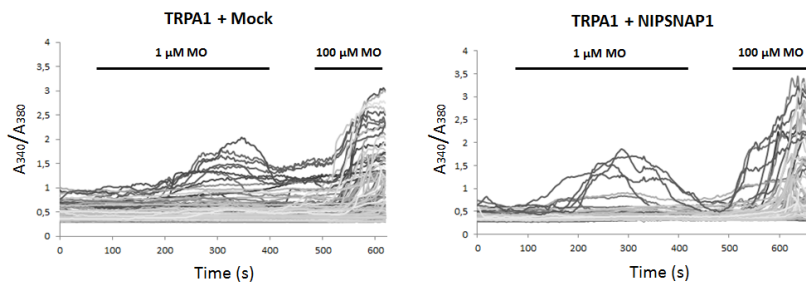 TRPA1 + Mock
1 µM MO
100 µM MO
4
3,5
3
2,5
2
1,5
1
0,5
0
A340/A380
0 100 200 300 400 500 600
Time (s)
TRPA1 + NIPSNAP1
1 µM MO
100 µM MO
4
3,5
3
2,5
2
1,5
1
0,5
0
A340/A380
0 100 200 300 400 500 600
Time (s)